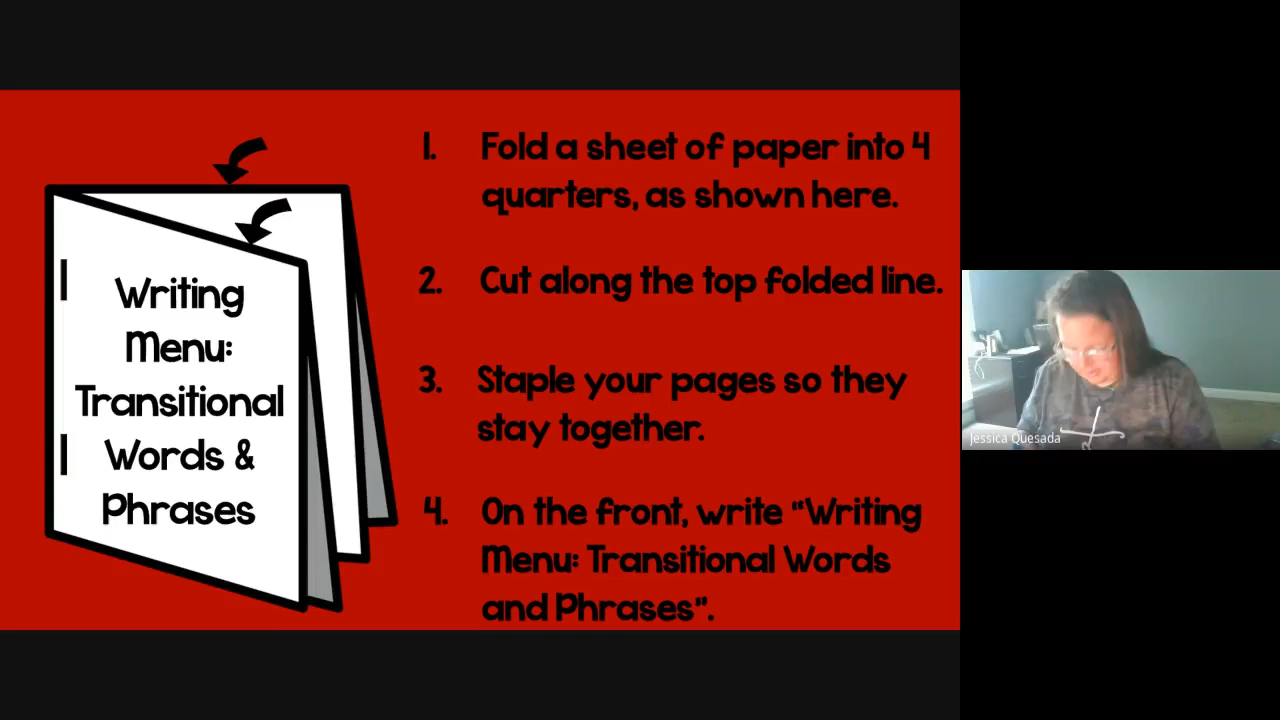 Writing
Menu:
Transitional
Words &
Phrases
1. Fold a sheet of paper into 4
quarters, as shown here.
2. Cut along the top folded line.
3. Staple your pages so they
stay together.
4. On the front, write “Writing
Menu: Transitional Words
and Phrases”.
Jessica Quesada